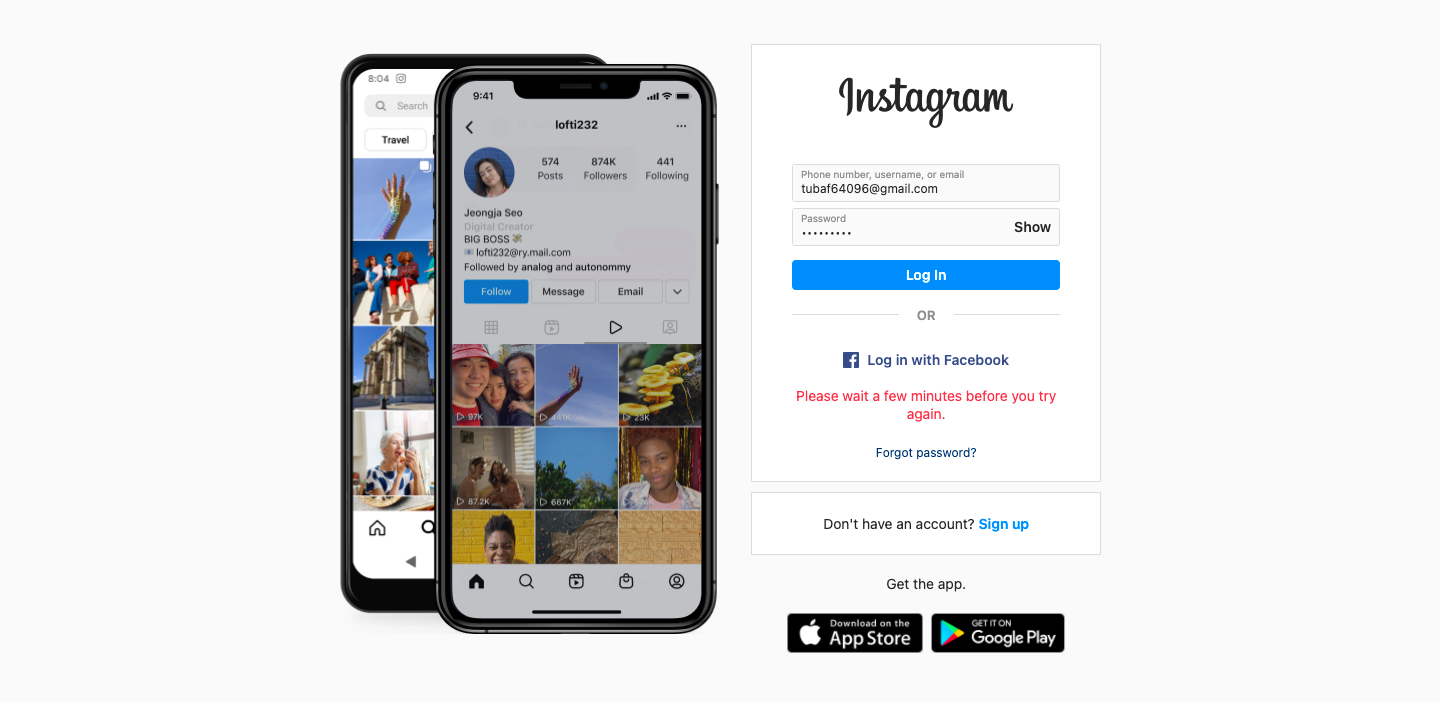 8:04
Search
Travel
9:41
lofti232
574
874K
441
Posts
Followers
Following
Jeongja Seo
Digital Creator
BIG BOSS
lofti232@ry.mail.com
Followed by analog and autonommy
Follow
Message
Email
97K
441K
23K
87.2K
667K
Instagram
Phone number, username, or email
tubaf64096@gmail.com
Password
•••••••••
Show
Log In
OR
Log in with Facebook
Please wait a few minutes before you try
again.
Forgot password?
Don't have an account? Sign up
Get the app.
Download on the
App Store
GET IT ON
Google Play